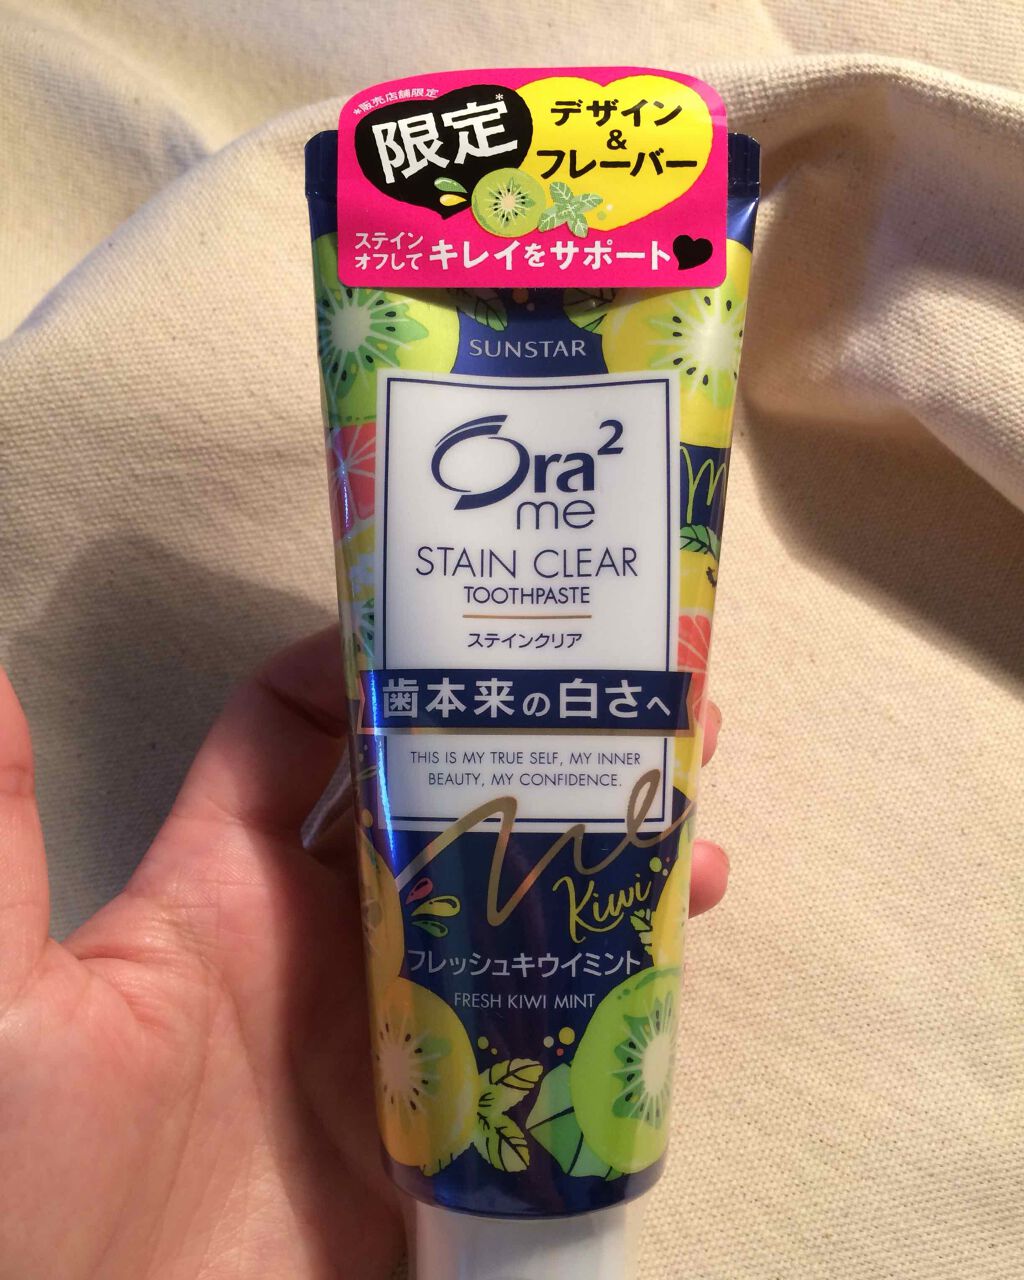 *販売店舗限定
限定*
デザイン
&
フレーバー
ステイン
オフして キレイをサポート
SUNSTAR
Ora²
me
STAIN CLEAR
TOOTHPASTE
ステインクリア
歯本来の白さへ
THIS IS MY TRUE SELF, MY INNER
BEAUTY, MY CONFIDENCE.
me
Kiwi
フレッシュキウイミント
FRESH KIWI MINT